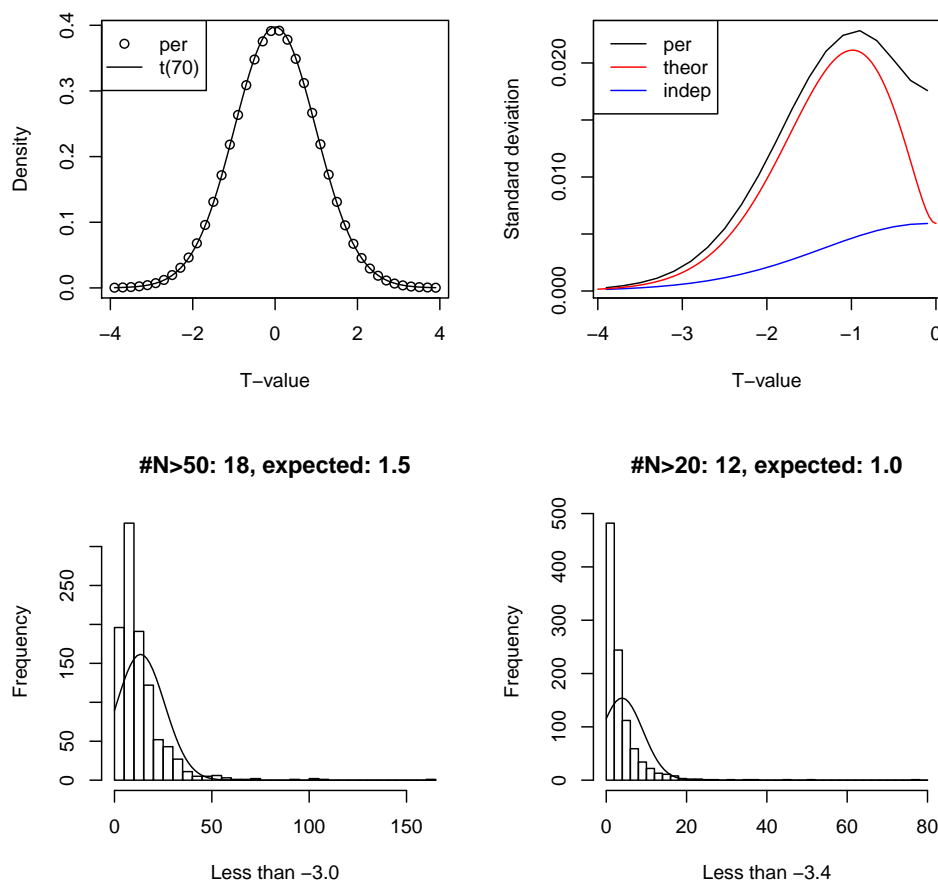 0.0 0.1 0.2 0.3 0.4
Density
per
t(70)
−4 −2 0 2 4
T−value
0.000 0.010 0.020
Standard deviation
per
theor
indep
−4 −3 −2 −1 0
T−value
#N>50: 18, expected: 1.5
0 50 150 250
Frequency
0 50 100 150
Less than −3.0
#N>20: 12, expected: 1.0
0 100 200 300 400 500
Frequency
0 20 40 60 80
Less than −3.4